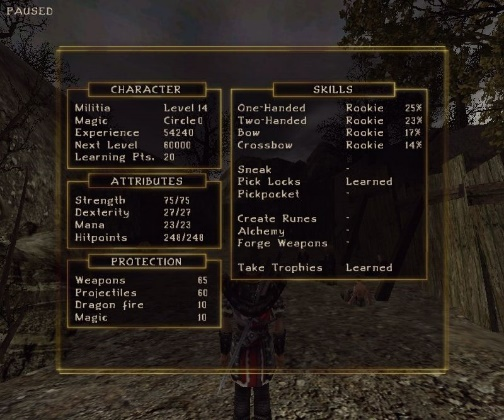 PAUSED
CHARACTER
Militia Level 14
Magic Circle 0
Experience 54240
Next Level 60000
Learning Pts. 20
ATTRIBUTES
Strength 75/75
Dexterity 27/27
Mana 23/23
Hitpoints 248/248
PROTECTION
Weapons 65
Projectiles 60
Dragon fire 10
Magic 10
SKILLS
One-Handed Rookie 25%
Two-Handed Rookie 23%
Bow Rookie 17%
Crossbow Rookie 14%
Sneak -
Pick Locks Learned
Pickpocket -
Create Runes -
Alchemy -
Forge Weapons -
Take Trophies Learned